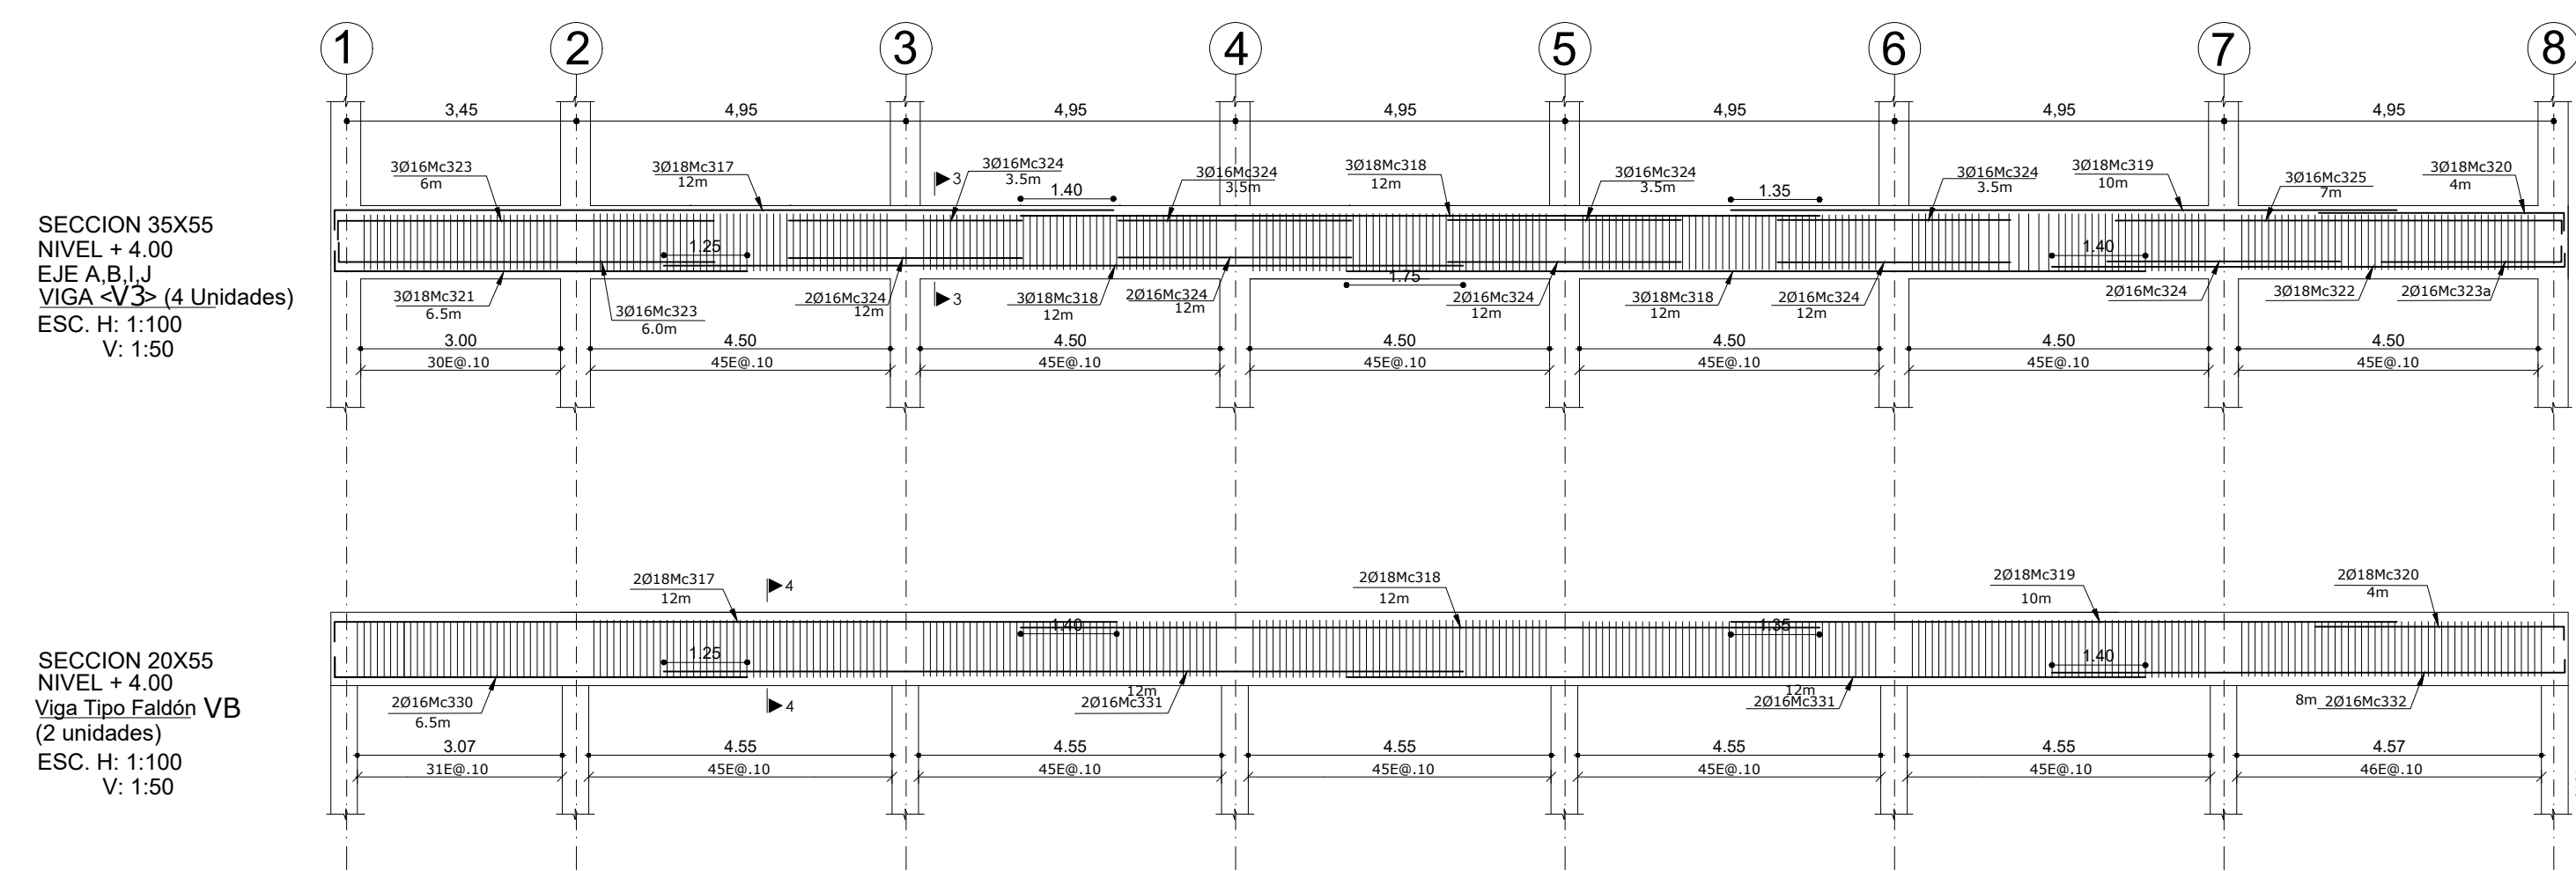 1 2 3 4 5 6 7 8
3,45 4,95 4,95 4,95 4,95 4,95 4,95
SECCION 35X55
NIVEL + 4.00
EJE A,B,I,J
VIGA <V3> (4 Unidades)
ESC. H: 1:100
V: 1:50
3Ø16Mc323
6m
3Ø18Mc317
12m
3
3Ø16Mc324
3.5m
1.40
3Ø16Mc324
3.5m
3Ø18Mc318
12m
3Ø16Mc324
3.5m
1.35
3Ø16Mc324
3.5m
3Ø18Mc319
10m
3Ø16Mc325
7m
3Ø18Mc320
4m
1.25
1.75
1.40
3Ø18Mc321
6.5m
3Ø16Mc323
6.0m
2Ø16Mc324
12m
3
3Ø18Mc318
12m
2Ø16Mc324
12m
2Ø16Mc324
12m
3Ø18Mc318
12m
2Ø16Mc324
12m
2Ø16Mc324
3Ø18Mc322
2Ø16Mc323a
3.00 4.50 4.50 4.50 4.50 4.50 4.50
30E@.10 45E@.10 45E@.10 45E@.10 45E@.10 45E@.10 45E@.10
SECCION 20X55
NIVEL + 4.00
Viga Tipo Faldón VB
(2 unidades)
ESC. H: 1:100
V: 1:50
2Ø18Mc317
12m
4
2Ø18Mc318
12m
2Ø18Mc319
10m
2Ø18Mc320
4m
1.40
1.35
1.25
1.40
2Ø16Mc330
6.5m
4
12m
2Ø16Mc331
12m
2Ø16Mc331
8m 2Ø16Mc332
3.07 4.55 4.55 4.55 4.55 4.55 4.57
31E@.10 45E@.10 45E@.10 45E@.10 45E@.10 45E@.10 46E@.10